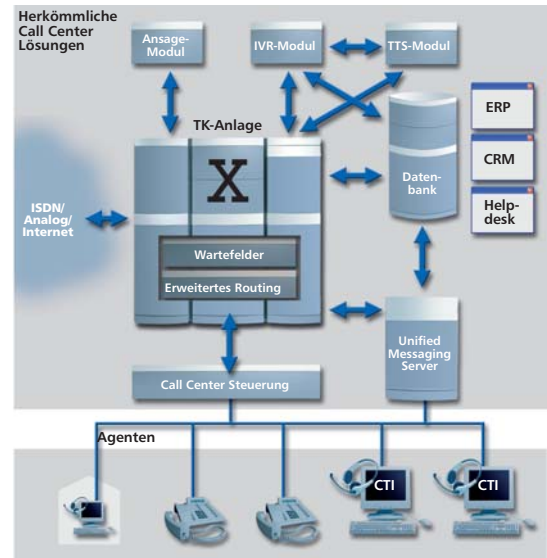 Herkömmliche
Call Center
Lösungen
Ansage-
Modul
IVR-Modul
TTS-Modul
TK-Anlage
X
ERP
CRM
Help-
desk
Daten-
bank
ISDN/
Analog/
Internet
Wartefelder
Erweitertes Routing
Unified
Messaging
Server
Call Center Steuerung
Agenten
CTI
CTI